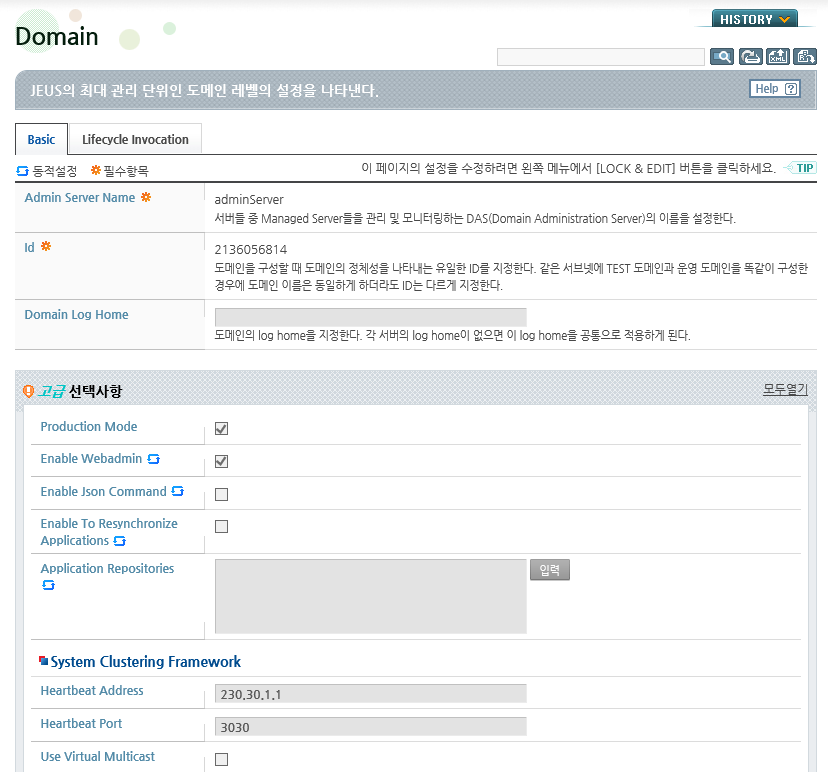 Domain
HISTORY
XML
JEUS의 최대 관리 단위인 도메인 레벨의 설정을 나타낸다.
Help ?
Basic
Lifecycle Invocation
동적설정 필수항목
이 페이지의 설정을 수정하려면 왼쪽 메뉴에서 [LOCK & EDIT] 버튼을 클릭하세요. TIP
Admin Server Name
adminServer
서버들 중 Managed Server들을 관리 및 모니터링하는 DAS(Domain Administration Server)의 이름을 설정한다.
Id
2136056814
도메인을 구성할 때 도메인의 정체성을 나타내는 유일한 ID를 지정한다. 같은 서브넷에 TEST 도메인과 운영 도메인을 똑같이 구성한
경우에 도메인 이름은 동일하게 하더라도 ID는 다르게 지정한다.
Domain Log Home
도메인의 log home을 지정한다. 각 서버의 log home이 없으면 이 log home을 공통으로 적용하게 된다.
고급 선택사항
모두열기
Production Mode
Enable Webadmin
Enable Json Command
Enable To Resynchronize
Applications
Application Repositories
입력
System Clustering Framework
Heartbeat Address
230.30.1.1
Heartbeat Port
3030
Use Virtual Multicast